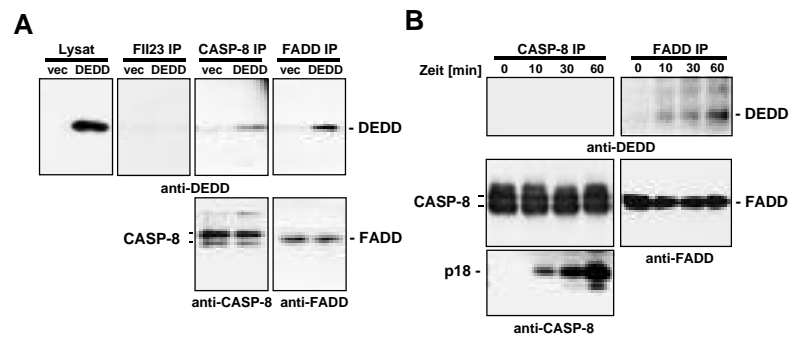 A
Lysat FII23 IP CASP-8 IP FADD IP
vec DEDD vec DEDD vec DEDD vec DEDD
- DEDD
anti-DEDD
CASP-8 - FADD
anti-CASP-8 anti-FADD
B
CASP-8 IP FADD IP
Zeit [min] 0 10 30 60 0 10 30 60
- DEDD
anti-DEDD
CASP-8 - FADD
anti-FADD
p18 -
anti-CASP-8